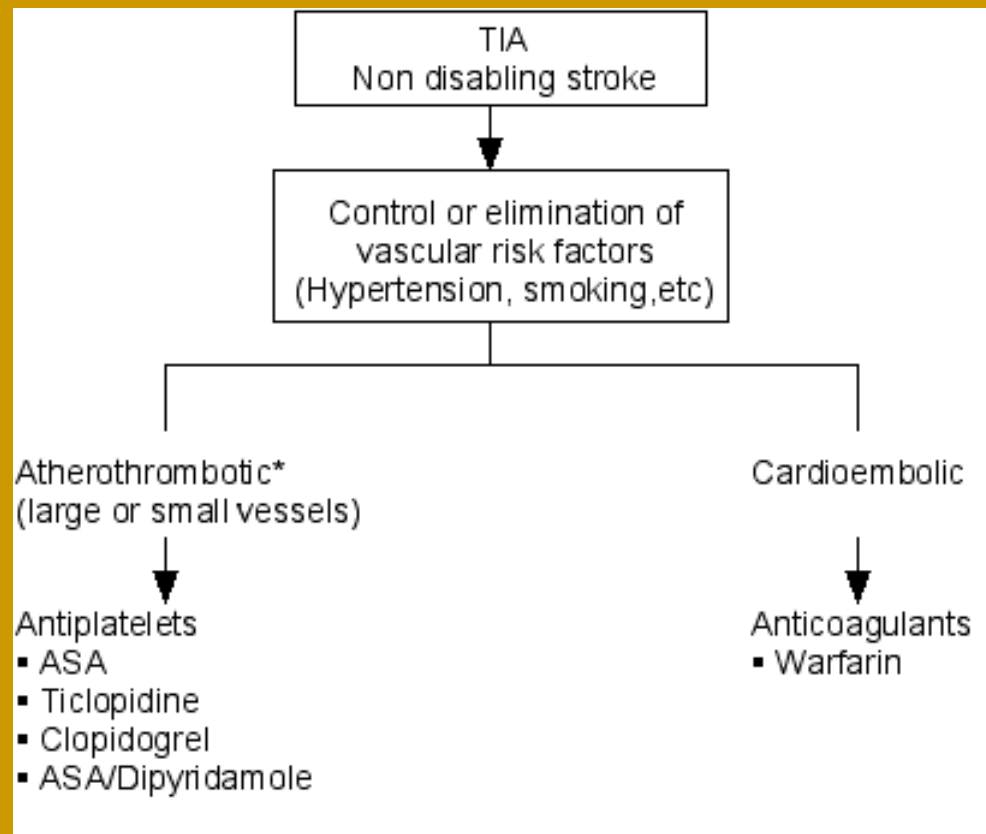 TIA
Non disabling stroke
Control or elimination of
vascular risk factors
(Hypertension, smoking,etc)
Atherothrombotic*
(large or small vessels)
Antiplatelets
▪ ASA
▪ Ticlopidine
▪ Clopidogrel
▪ ASA/Dipyridamole
Cardioembolic
Anticoagulants
▪ Warfarin